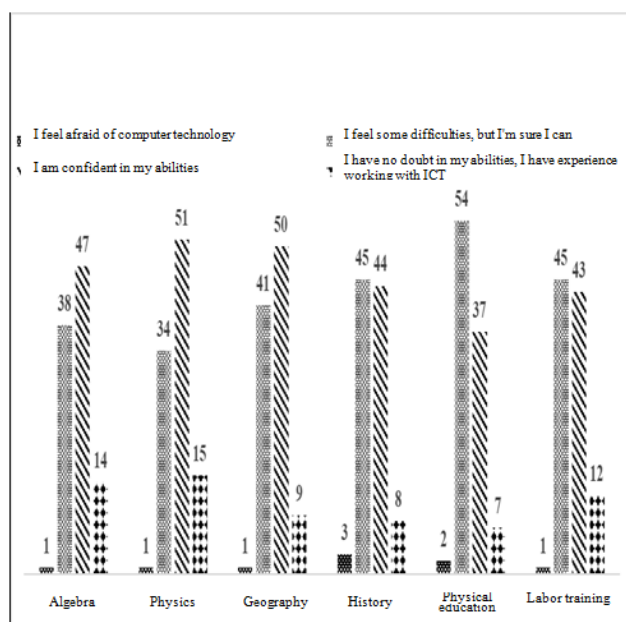 I feel afraid of computer technology
I feel some difficulties, but I'm sure I can
I am confident in my abilities
I have no doubt in my abilities, I have experience
working with ICT
1
38
47
14
1
34
51
15
1
41
50
9
3
45
44
8
2
54
37
7
1
45
43
12
Algebra
Physics
Geography
History
Physical
education
Labor training